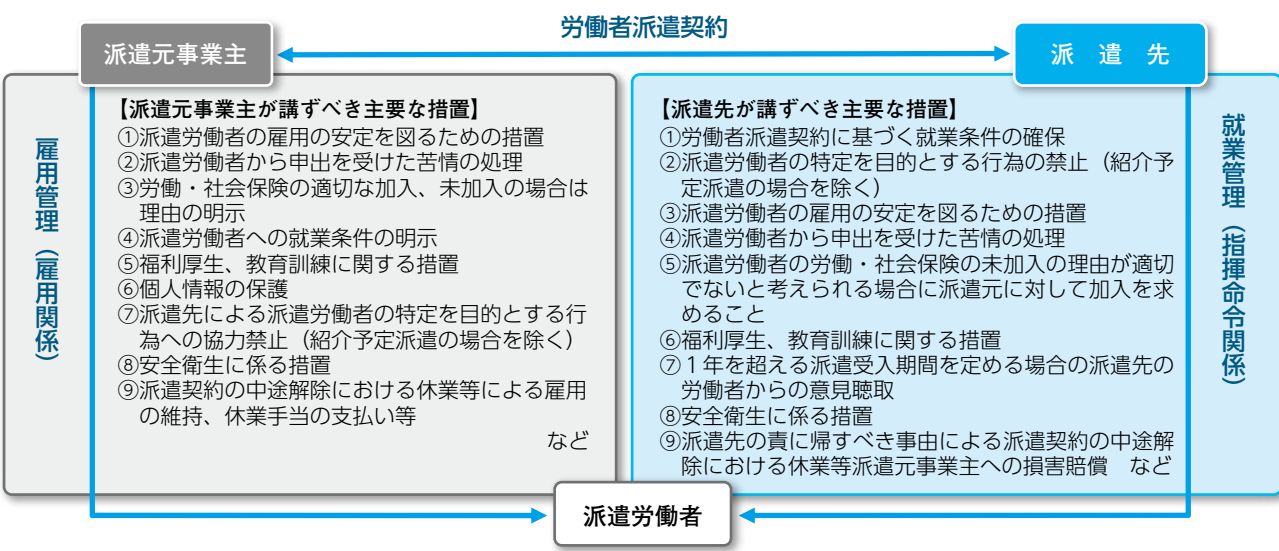 労働者派遣契約
派遣元事業主
派　遣　先
雇用管理（雇用関係）
【派遣元事業主が講ずべき主要な措置】
①派遣労働者の雇用の安定を図るための措置
②派遣労働者から申出を受けた苦情の処理
③労働・社会保険の適切な加入、未加入の場合は
理由の明示
④派遣労働者への就業条件の明示
⑤福利厚生、教育訓練に関する措置
⑥個人情報の保護
⑦派遣先による派遣労働者の特定を目的とする行
為への協力禁止（紹介予定派遣の場合を除く）
⑧安全衛生に係る措置
⑨派遣契約の中途解除における休業等による雇用
の維持、休業手当の支払い等
など
【派遣先が講ずべき主要な措置】
①労働者派遣契約に基づく就業条件の確保
②派遣労働者の特定を目的とする行為の禁止（紹介予
定派遣の場合を除く）
③派遣労働者の雇用の安定を図るための措置
④派遣労働者から申出を受けた苦情の処理
⑤派遣労働者の労働・社会保険の未加入の理由が適切
でないと考えられる場合に派遣元に対して加入を求
めること
⑥福利厚生、教育訓練に関する措置
⑦１年を超える派遣受入期間を定める場合の派遣先の
労働者からの意見聴取
⑧安全衛生に係る措置
⑨派遣先の責に帰すべき事由による派遣契約の中途解
除における休業等派遣元事業主への損害賠償　など
就業管理（指揮命令関係）
派遣労働者